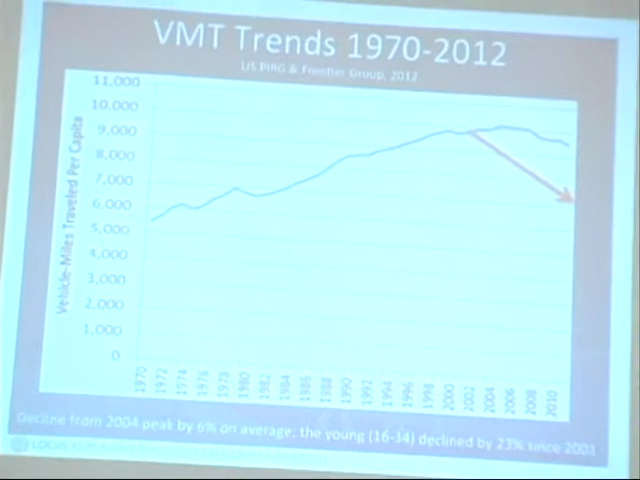 VMT Trends 1970-2012
US PIRG & Frontier Group, 2012
Vehicle-Miles Traveled Per Capita
11,000
10,000
9,000
8,000
7,000
6,000
5,000
4,000
3,000
2,000
1,000
0
1970 1972 1974 1976 1978 1980 1982 1984 1986 1988 1990 1992 1994 1996 1998 2000 2002 2004 2006 2008 2010
Decline from 2004 peak by 6% on average; the young (16-34) declined by 23% since 2001
LOCUS